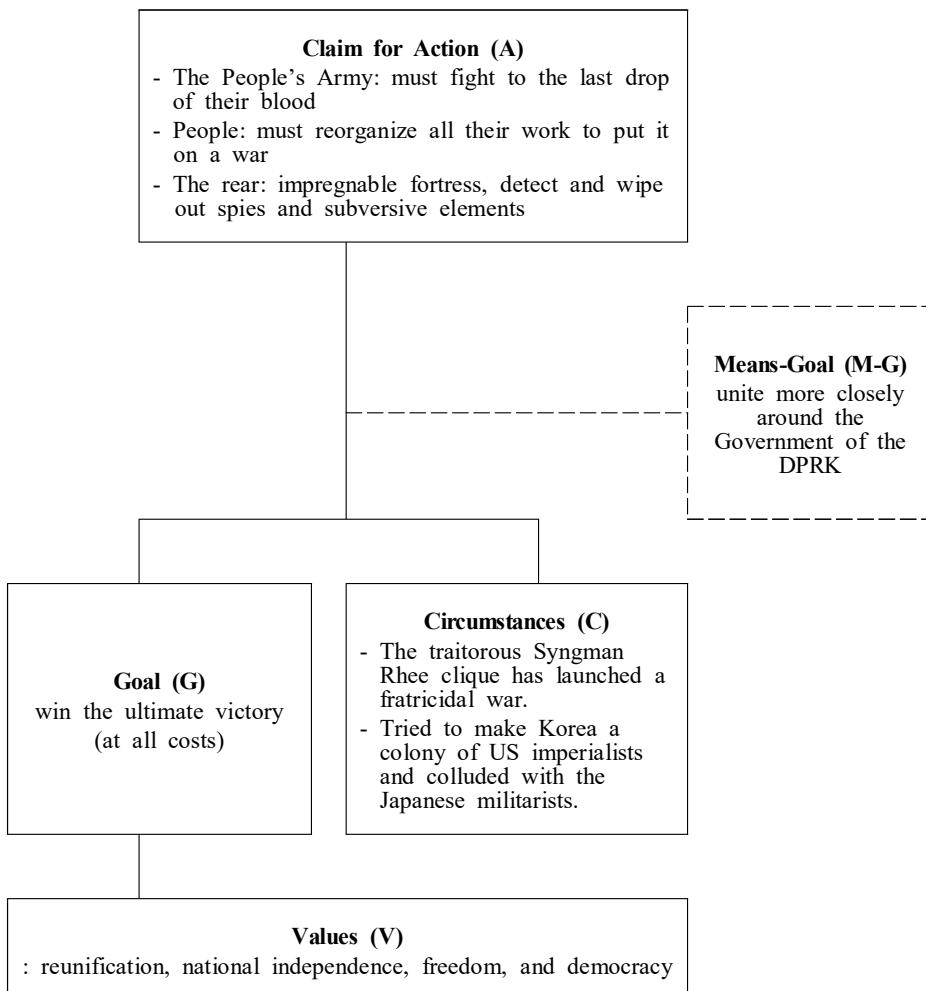 Claim for Action (A)
- The People's Army: must fight to the last drop
of their blood
- People: must reorganize all their work to put it
on a war
- The rear: impregnable fortress, detect and wipe
out spies and subversive elements
Means-Goal (M-G)
unite more closely
around the
Government of the
DPRK
Goal (G)
win the ultimate victory
(at all costs)
Circumstances (C)
- The traitorous Syngman
Rhee clique has launched a
fratricidal war.
- Tried to make Korea a
colony of US imperialists
and colluded with the
Japanese militarists.
Values (V)
: reunification, national independence, freedom, and democracy